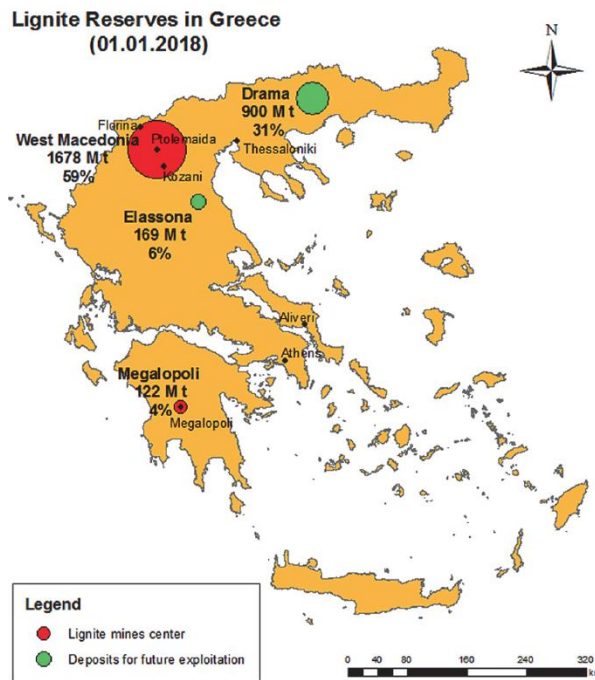 Lignite Reserves in Greece
(01.01.2018)
N
Drama
900 M t
31%
Florina
West Macedonia
1678 M t
59%
Ptolemaida
Kozani
Thessaloniki
Elassona
169 M t
6%
Aliveri
Athens
Megalopoli
122 M t
4%
Megalopoli
Legend
Lignite mines center
Deposits for future exploitation
0 40 80 160 240 320